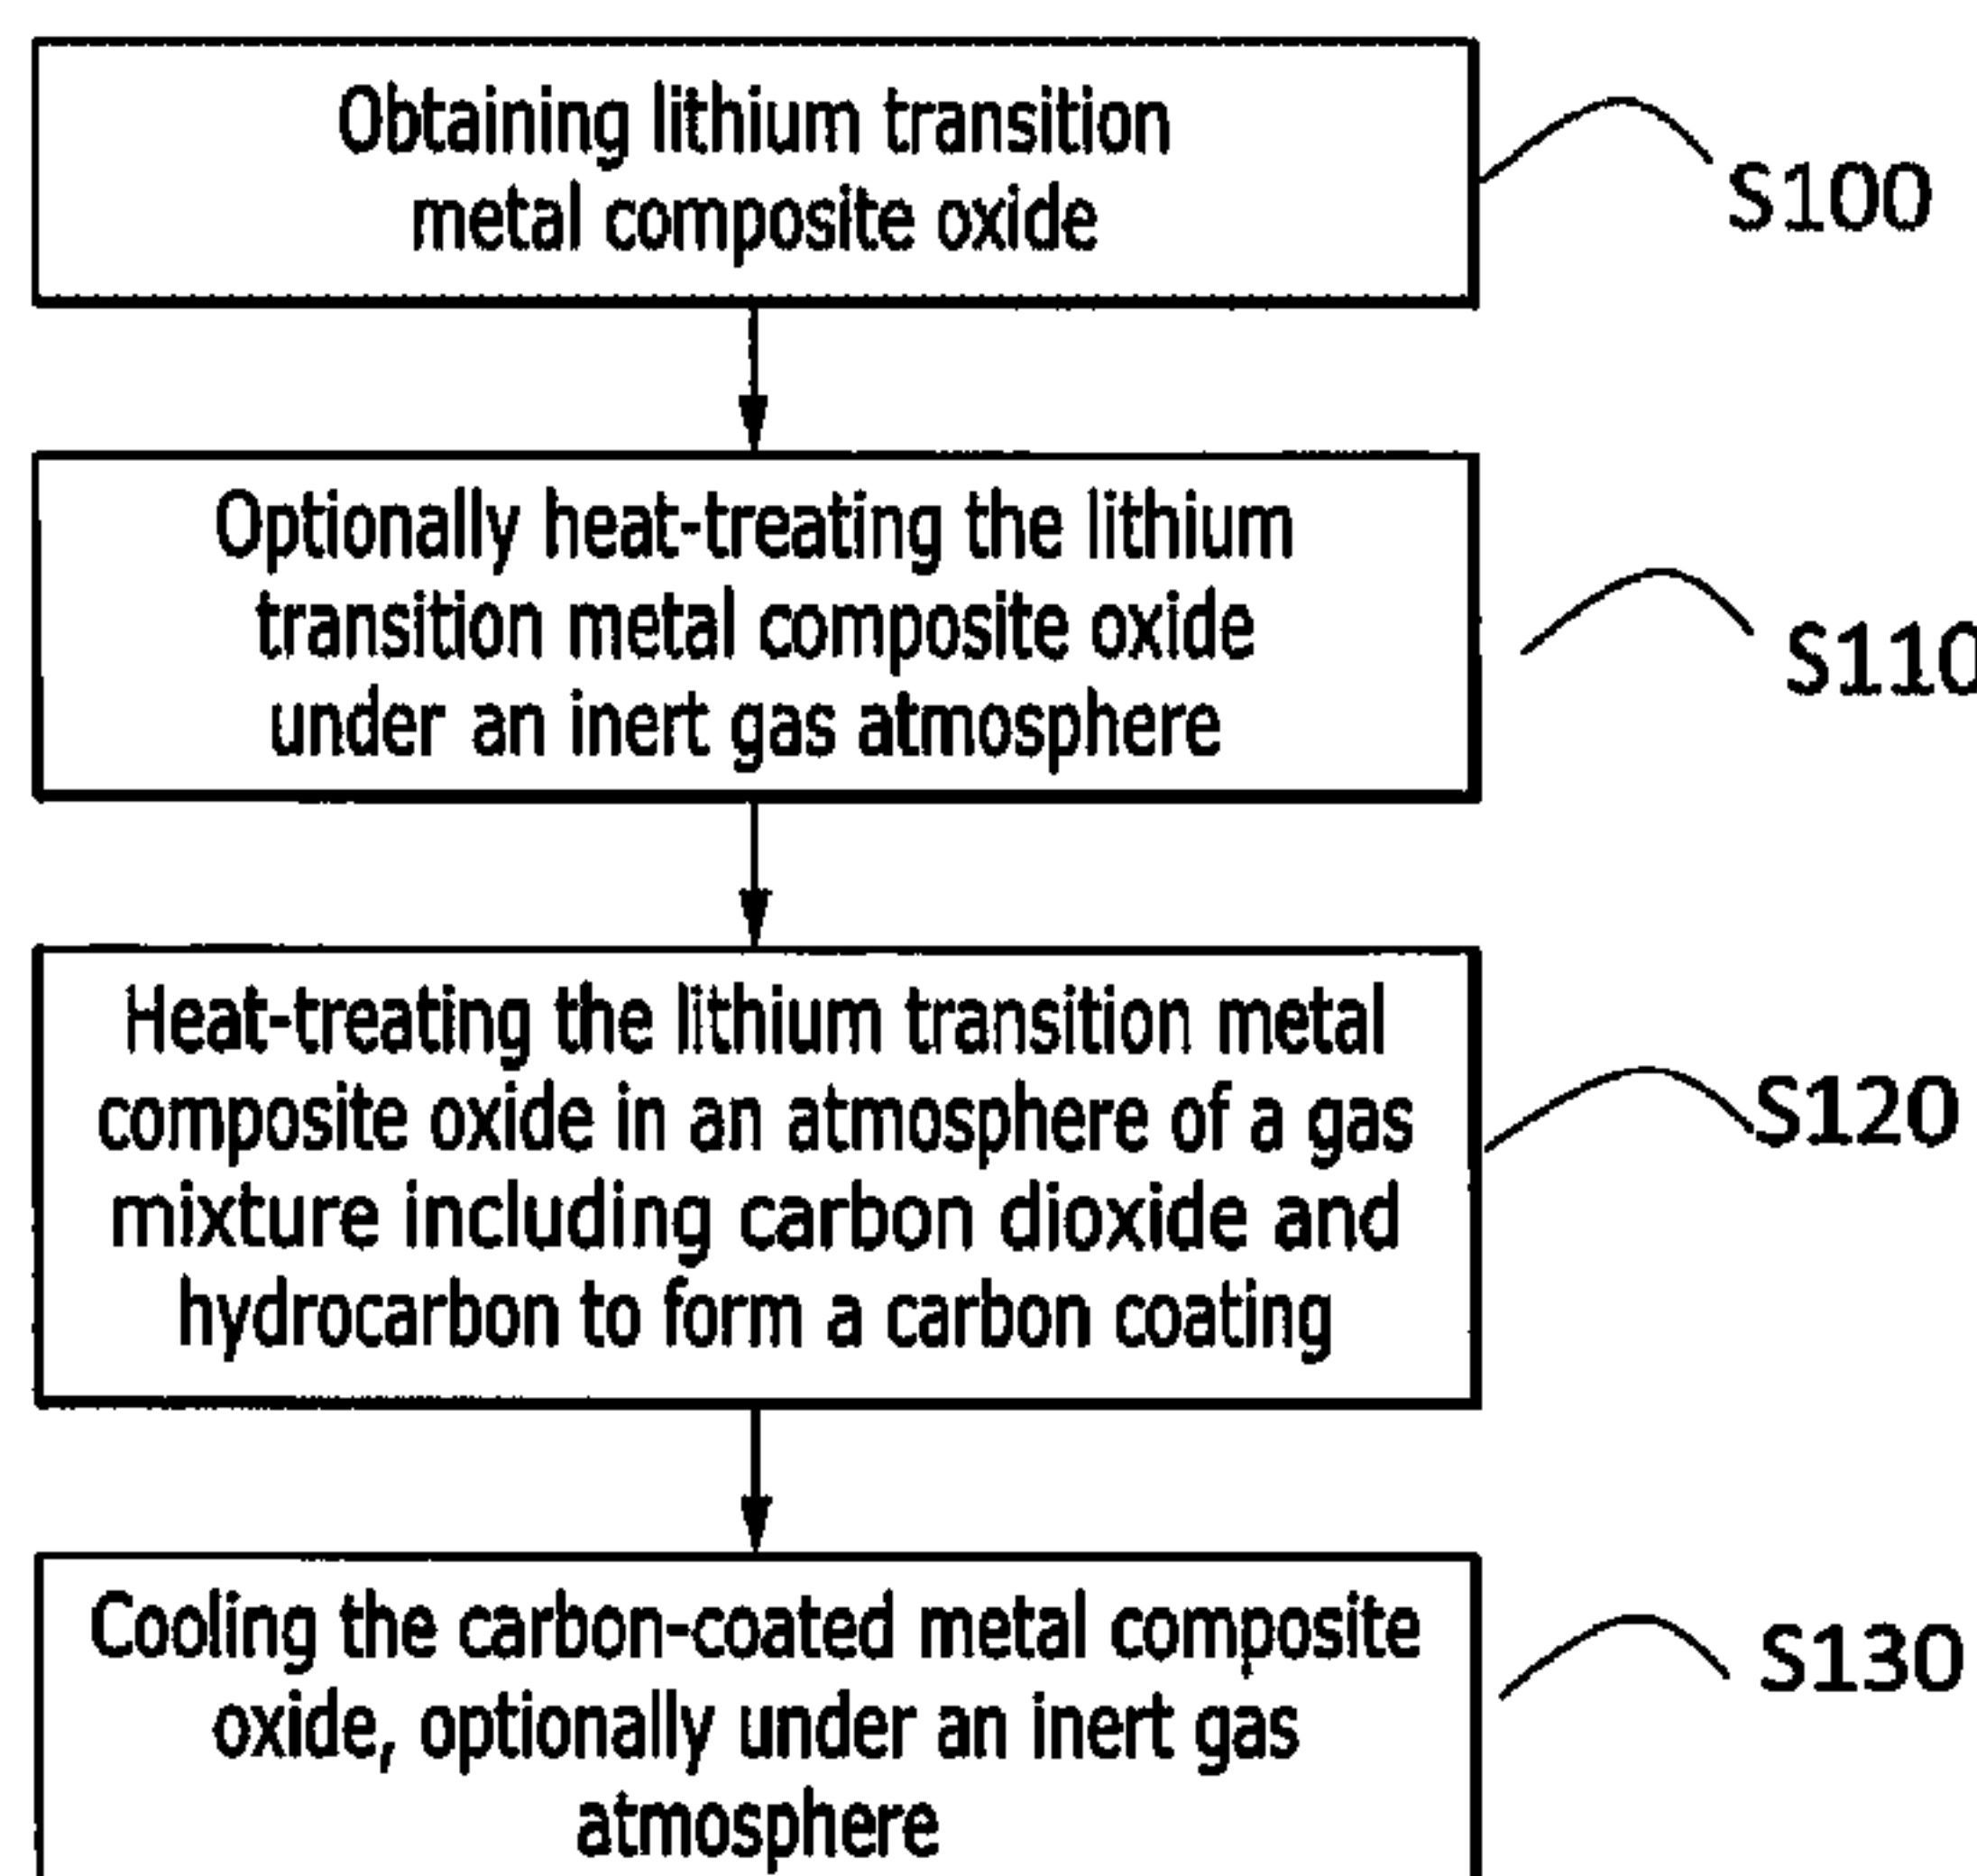 Obtaining lithium transition
metal composite oxide
S100
Optionally heat-treating the lithium
transition metal composite oxide
under an inert gas atmosphere
S110
Heat-treating the lithium transition metal
composite oxide in an atmosphere of a gas
mixture including carbon dioxide and
hydrocarbon to form a carbon coating
S120
Cooling the carbon-coated metal composite
oxide, optionally under an inert gas
atmosphere
S130